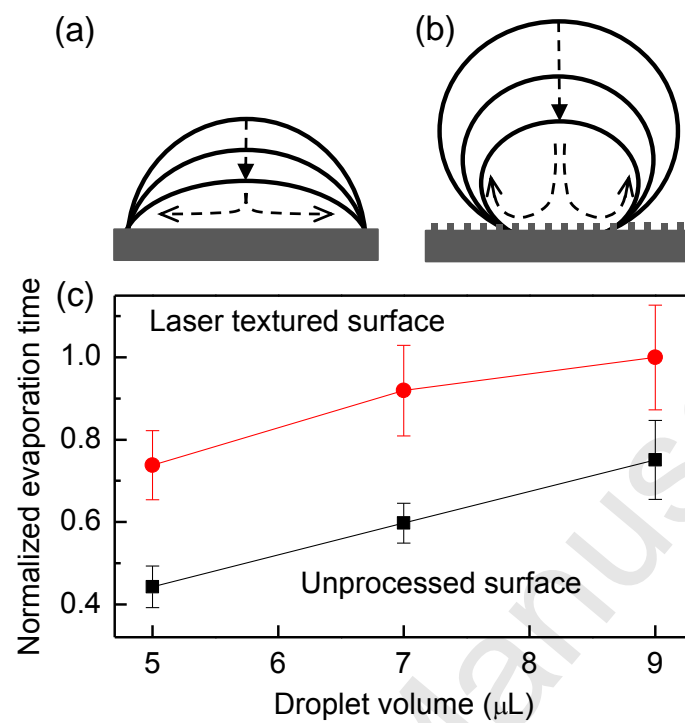 (a)
(b)
(c)
Laser textured surface
Unprocessed surface
Normalized evaporation time
1.0
0.8
0.6
0.4
5
6
7
8
9
Droplet volume (μL)
Manus